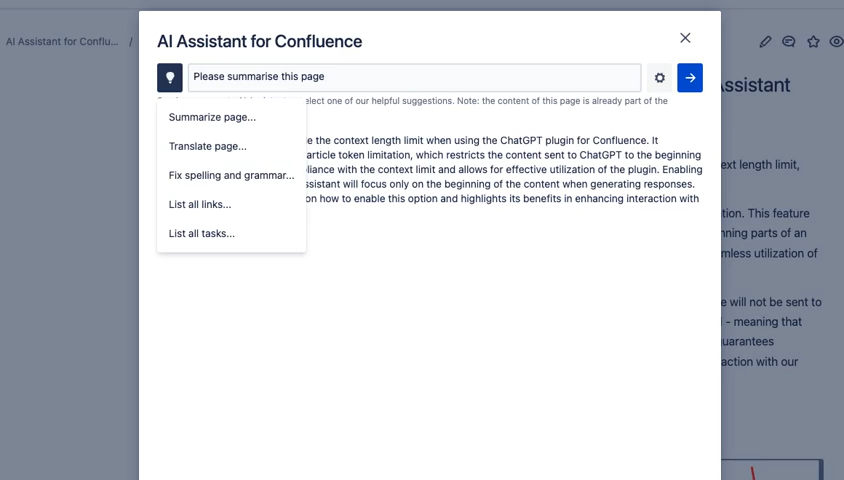 AI Assistant for Conflu... /
AI Assistant for Confluence
Please summarise this page
elect one of our helpful suggestions. Note: the content of this page is already part of the
Summarize page...
Translate page...
Fix spelling and grammar...
List all links...
List all tasks...
e the context length limit when using the ChatGPT plugin for Confluence. It
article token limitation, which restricts the content sent to ChatGPT to the beginning
pliance with the context limit and allows for effective utilization of the plugin. Enabling
ssistant will focus only on the beginning of the content when generating responses.
on how to enable this option and highlights its benefits in enhancing interaction with
Assistant
ext length limit,
tion. This feature
nning parts of an
mless utilization of
e will not be sent to
- meaning that
uarantees
action with our